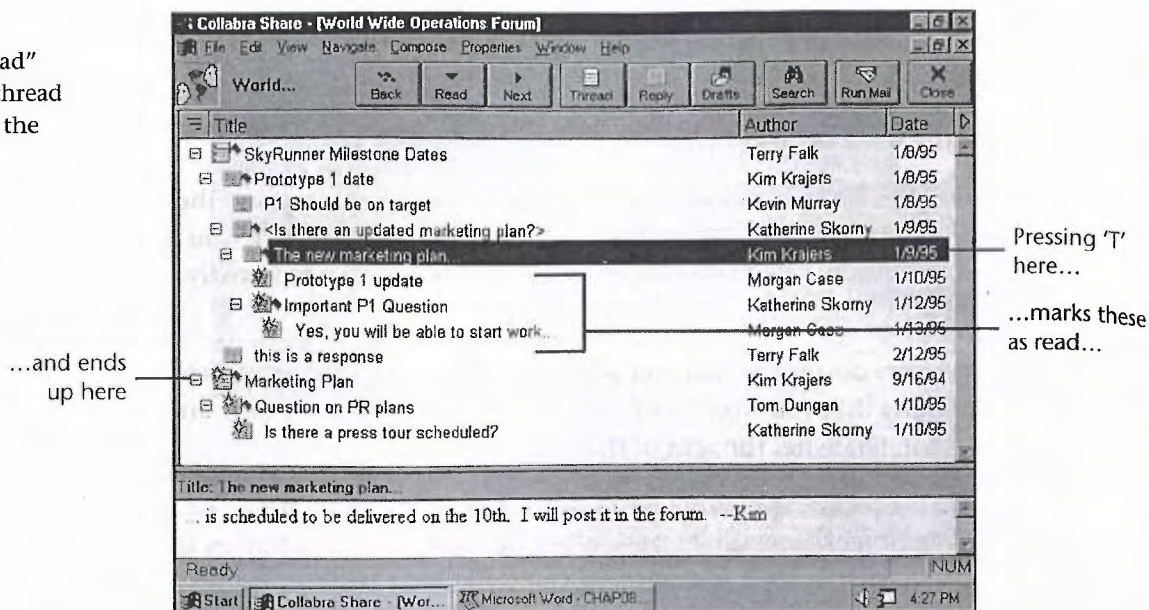 ad"
hread
the
Collabra Share - [World Wide Operations Forum]
File Edit View Navigate Compose Properties Window Help
World... Back Read Next Thread Reply Drafts Search Run Mail Close
Title Author Date
SkyRunner Milestone Dates Terry Falk 1/8/95
Prototype 1 date Kim Krajers 1/8/95
P1 Should be on target Kevin Murray 1/8/95
<Is there an updated marketing plan?> Katherine Skorny 1/9/95
The new marketing plan... Kim Krajers 1/9/95
Prototype 1 update Morgan Case 1/10/95
Important P1 Question Katherine Skorny 1/12/95
Yes, you will be able to start work... Morgan Case 1/13/95
this is a response Terry Falk 2/12/95
Marketing Plan Kim Krajers 9/16/94
Question on PR plans Tom Dungan 1/10/95
Is there a press tour scheduled? Katherine Skorny 1/10/95
Pressing 'T'
here...
...marks these
as read...
...and ends
up here
Title: The new marketing plan...
... is scheduled to be delivered on the 10th. I will post it in the forum. --Kim
Ready NUM
Start Collabra Share - [Wor... Microsoft Word - CHAP08... 4:27 PM